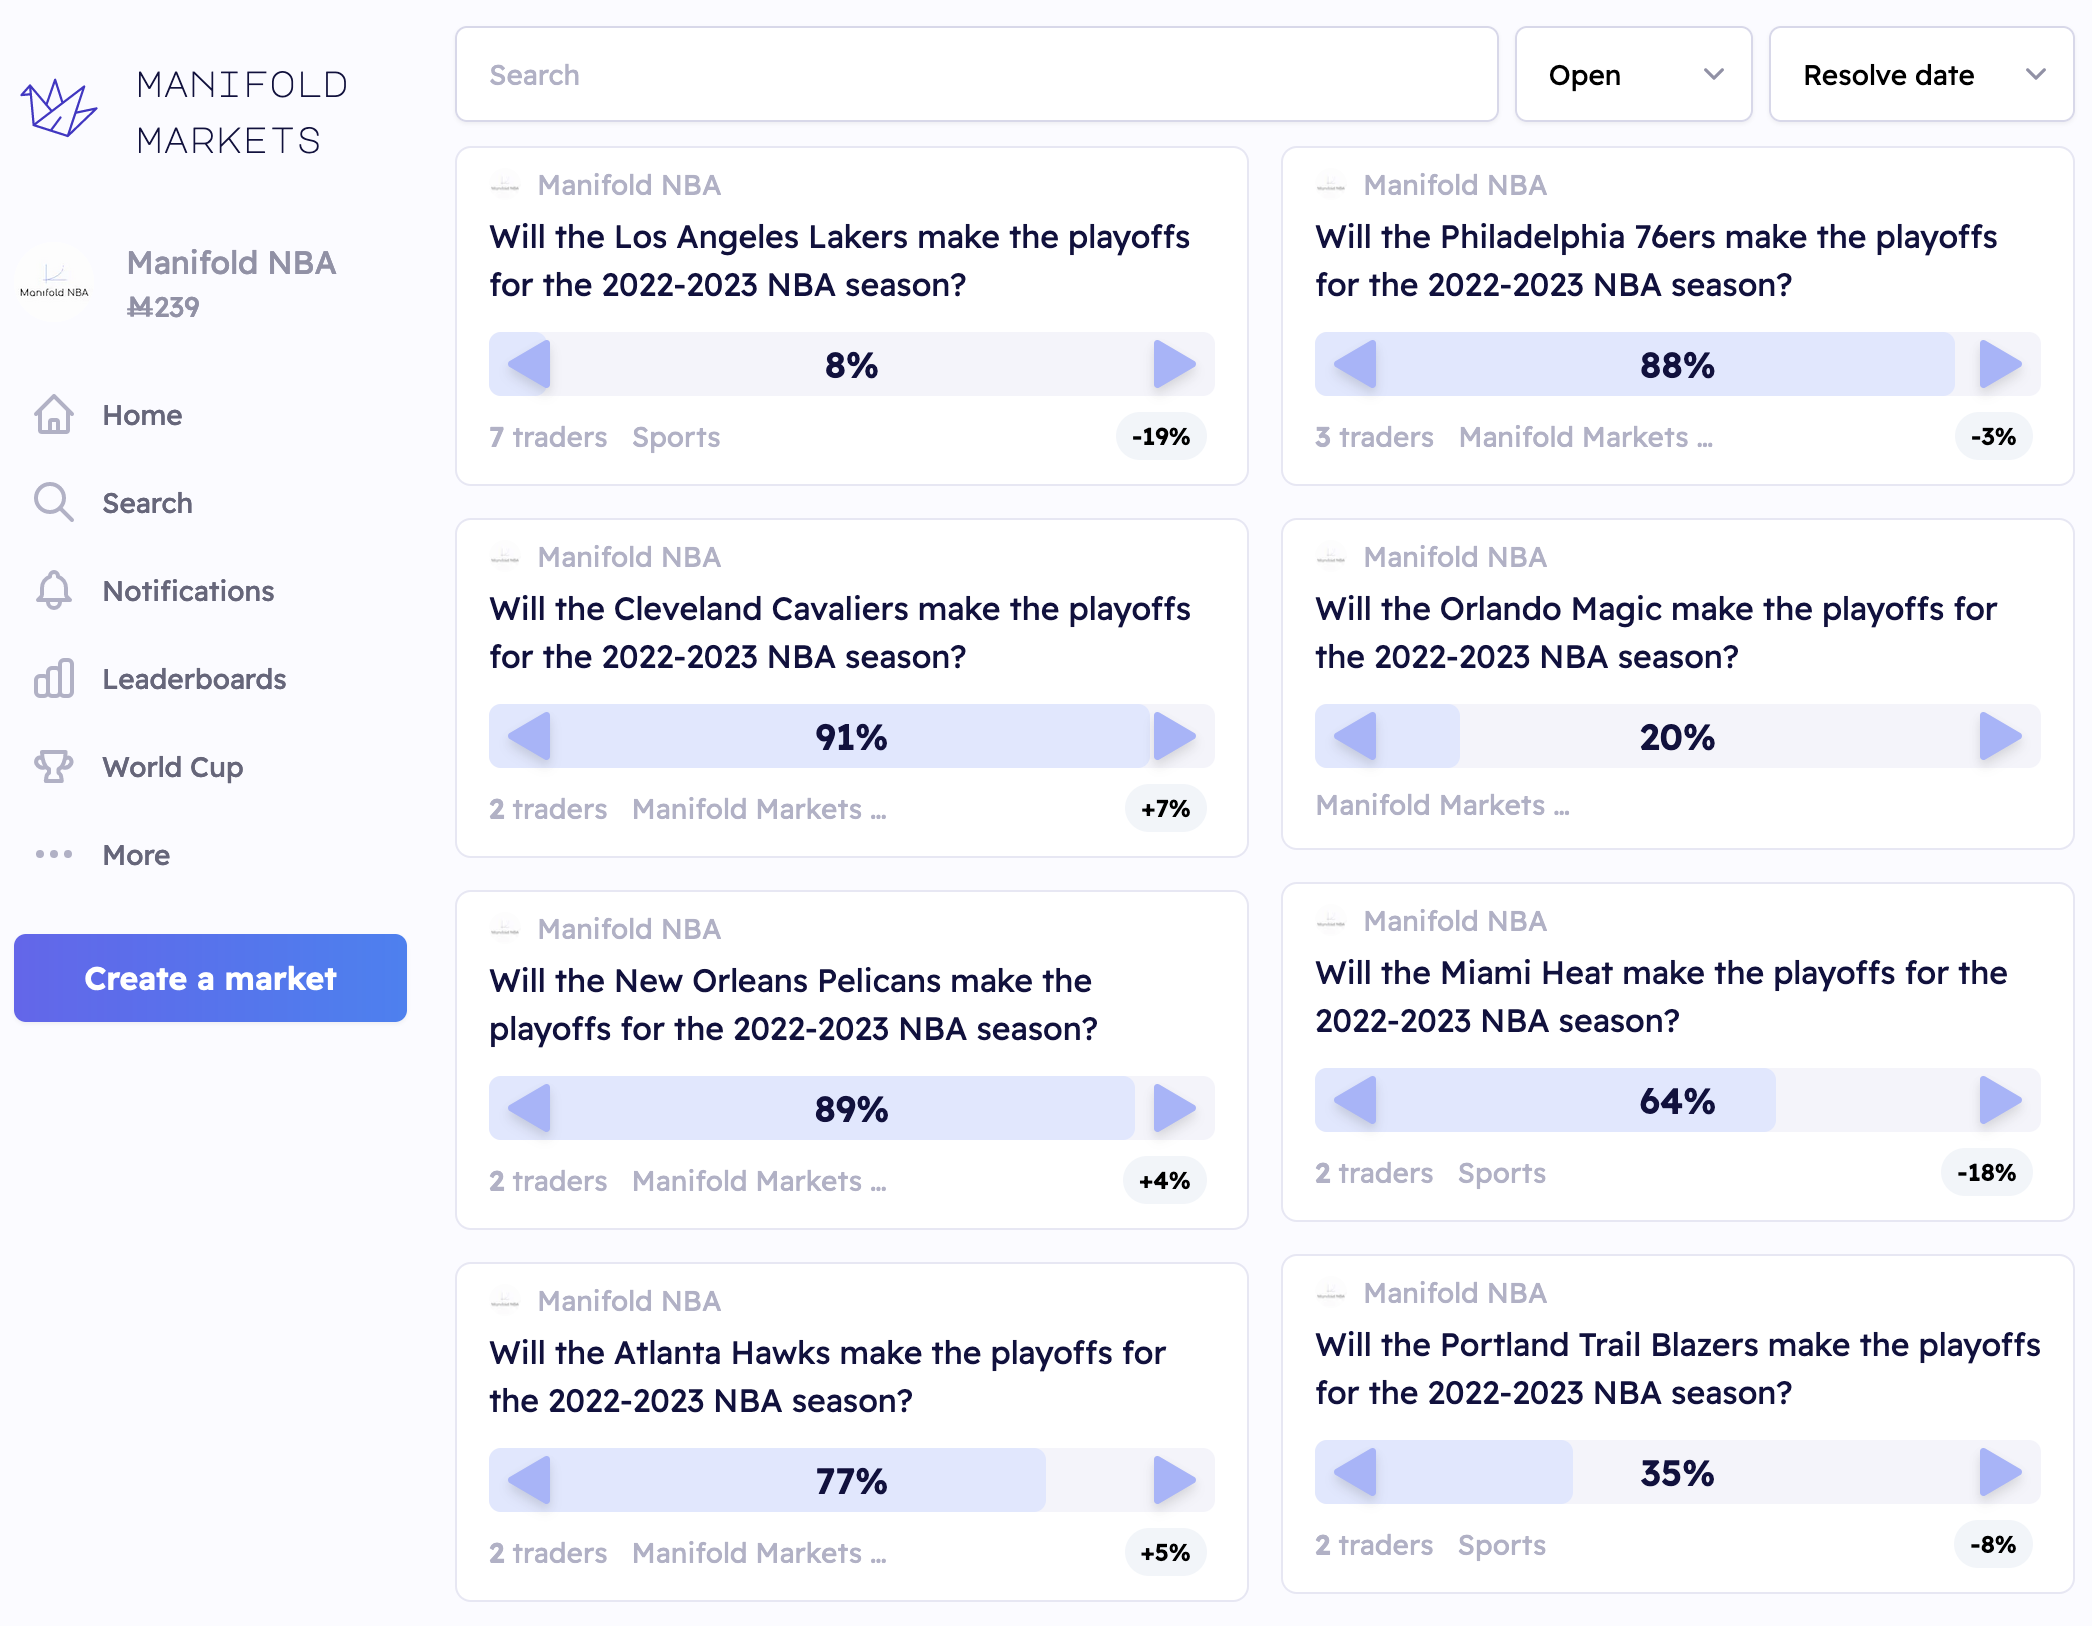 MANIFOLD
MARKETS
Manifold NBA
Manifold NBA
M239
Home
Search
Notifications
Leaderboards
World Cup
More
Create a market
Search
Open
Resolve date
Manifold NBA
Will the Los Angeles Lakers make the playoffs
for the 2022-2023 NBA season?
8%
7 traders Sports
-19%
Manifold NBA
Will the Philadelphia 76ers make the playoffs
for the 2022-2023 NBA season?
88%
3 traders Manifold Markets ...
-3%
Manifold NBA
Will the Cleveland Cavaliers make the playoffs
for the 2022-2023 NBA season?
91%
2 traders Manifold Markets ...
+7%
Manifold NBA
Will the Orlando Magic make the playoffs for
the 2022-2023 NBA season?
20%
Manifold Markets ...
Manifold NBA
Will the New Orleans Pelicans make the
playoffs for the 2022-2023 NBA season?
89%
2 traders Manifold Markets ...
+4%
Manifold NBA
Will the Miami Heat make the playoffs for the
2022-2023 NBA season?
64%
2 traders Sports
-18%
Manifold NBA
Will the Atlanta Hawks make the playoffs for
the 2022-2023 NBA season?
77%
2 traders Manifold Markets ...
+5%
Manifold NBA
Will the Portland Trail Blazers make the playoffs
for the 2022-2023 NBA season?
35%
2 traders Sports
-8%